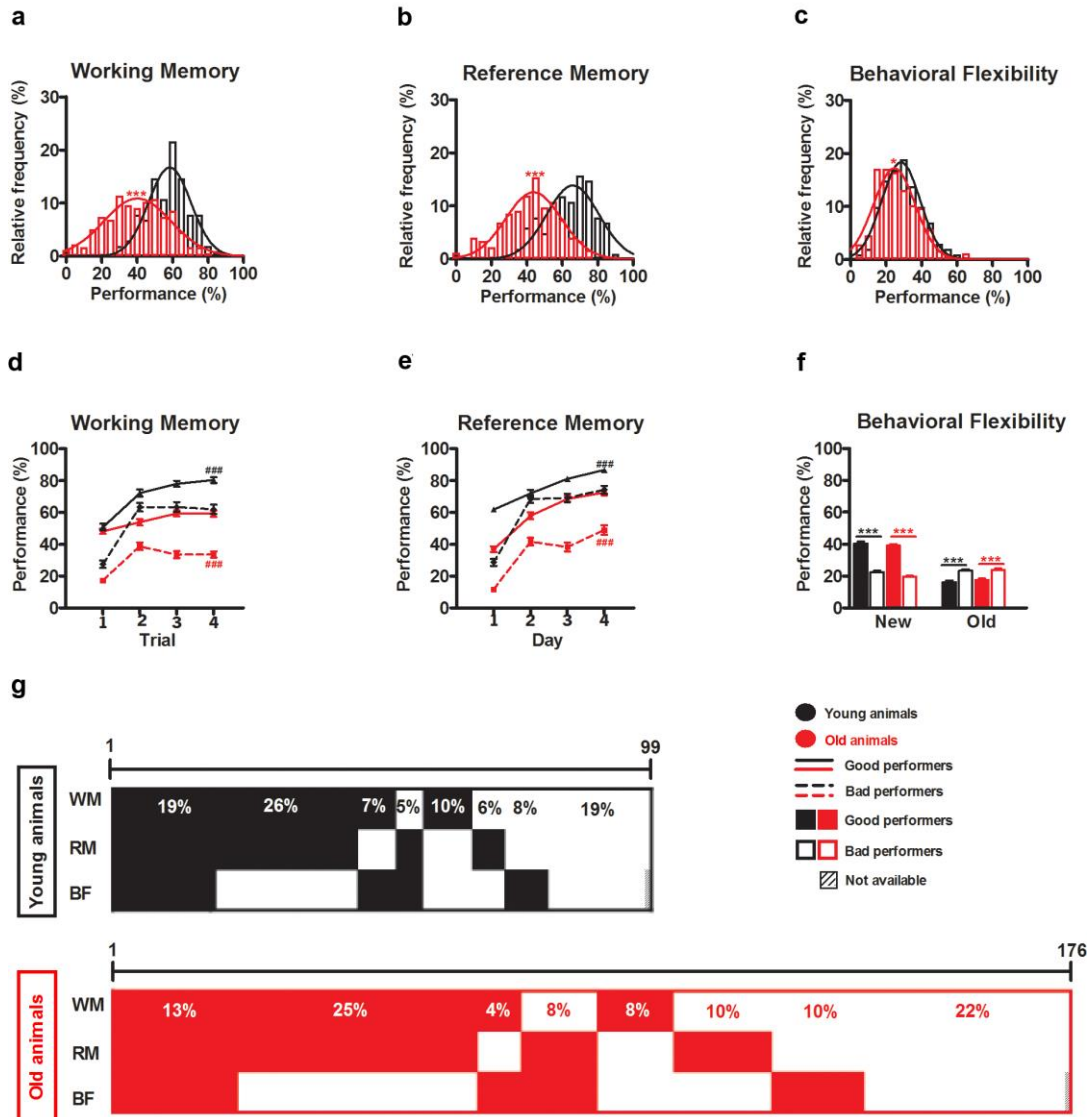 a
b
c
Working Memory
Reference Memory
Behavioral Flexibility
Relative frequency (%)
30
20
10
0
***
0 20 40 60 80 100
Performance (%)
Relative frequency (%)
30
20
10
0
***
0 20 40 60 80 100
Performance (%)
Relative frequency (%)
30
20
10
0
*
0 20 40 60 80 100
Performance (%)
d
e
f
Working Memory
Reference Memory
Behavioral Flexibility
Performance (%)
100
80
60
40
20
0
###
###
1 2 3 4
Trial
Performance (%)
100
80
60
40
20
0
###
###
1 2 3 4
Day
Performance (%)
100
80
60
40
20
0
*** ***
*** ***
New Old
g
Young animals
1 99
WM 19% 26% 7% 5% 10% 6% 8% 19%
RM
BF
Young animals
Old animals
Good performers
Bad performers
Good performers
Bad performers
Not available
Old animals
1 176
WM 13% 25% 4% 8% 8% 10% 10% 22%
RM
BF